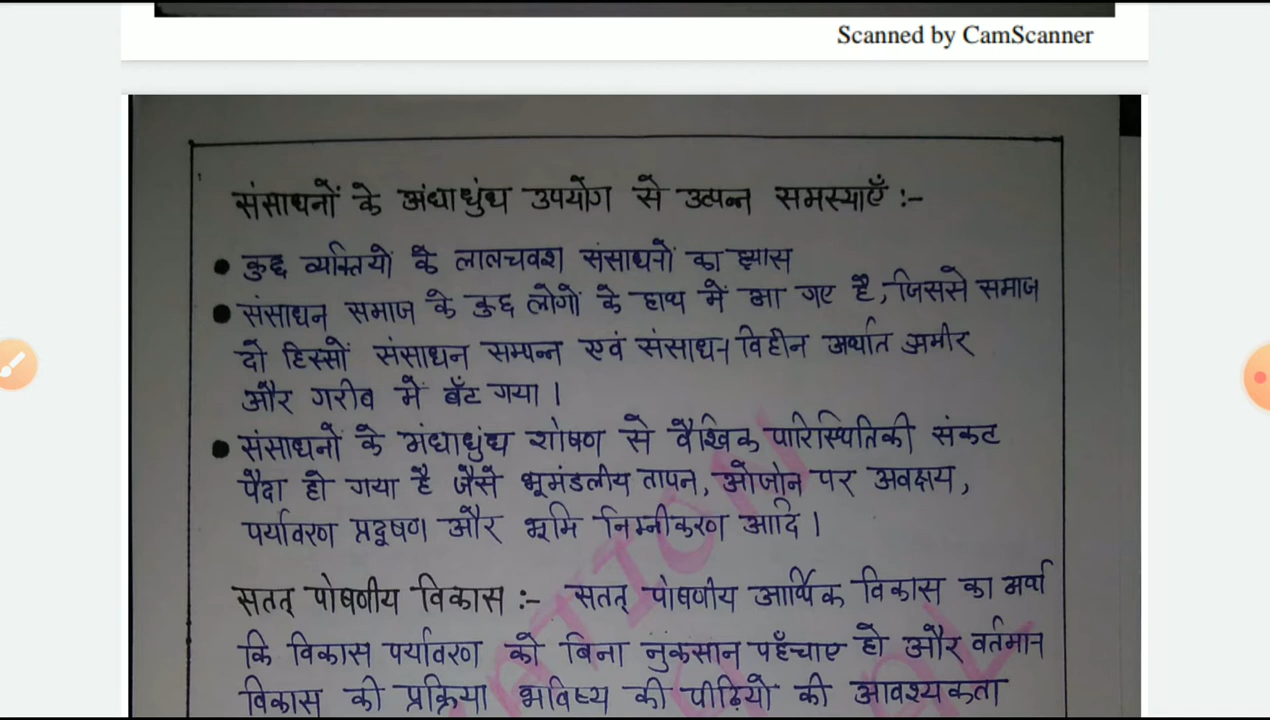 Scanned by CamScanner
संसाधनों के अंधाधुंध उपयोग से उत्पन्न समस्याएँ :-
● कुछ व्यक्तियों के लालचवश संसाधनों का ह्यास
● संसाधन समाज के कुछ लोगों के हाथ में आ गए है, जिससे समाज
दो हिस्सों संसाधन सम्पन्न एवं संसाधन विहीन अर्थात अमीर
और गरीब में बँट गया ।
● संसाधनों के अंधाधुंध शोषण से वैश्विक पारिस्थितिकी संकट
पैदा हो गया है जैसे भूमंडलीय तापन, ओजोन पर अवक्षय,
पर्यावरण प्रदूषण और भूमि निम्नीकरण आदि ।
सतत् पोषणीय विकास :- सतत् पोषणीय आर्थिक विकास का अर्थ
कि विकास पर्यावरण को बिना नुकसान पहुँचाए हो और वर्तमान
विकास की प्रक्रिया भविष्य की पीढ़ियो की आवश्यकता